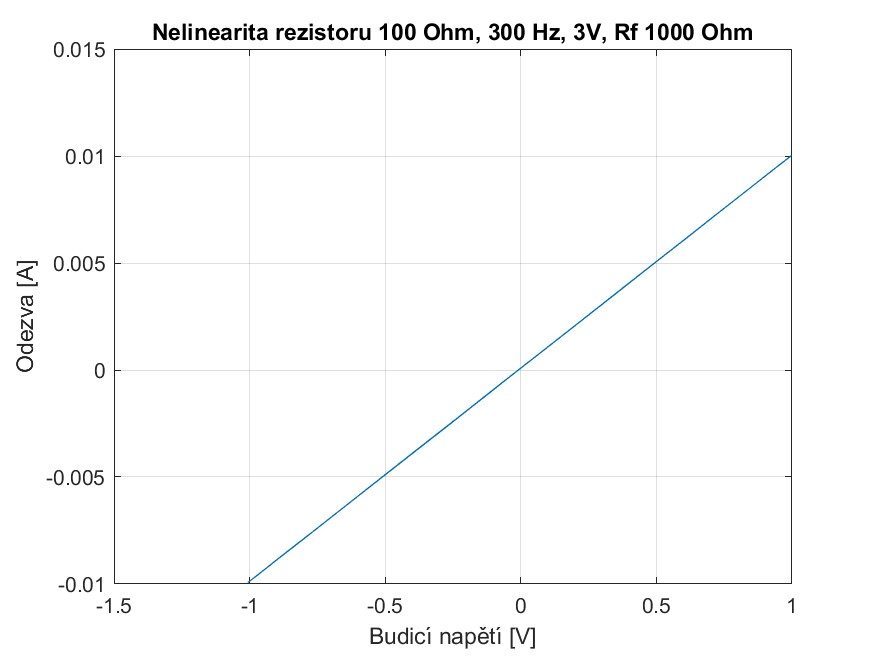 Nelinearita rezistoru 100 Ohm, 300 Hz, 3V, Rf 1000 Ohm
0.015
0.01
0.005
0
-0.005
-0.01
Odezva [A]
-1.5 -1 -0.5 0 0.5 1
Budicí napětí [V]